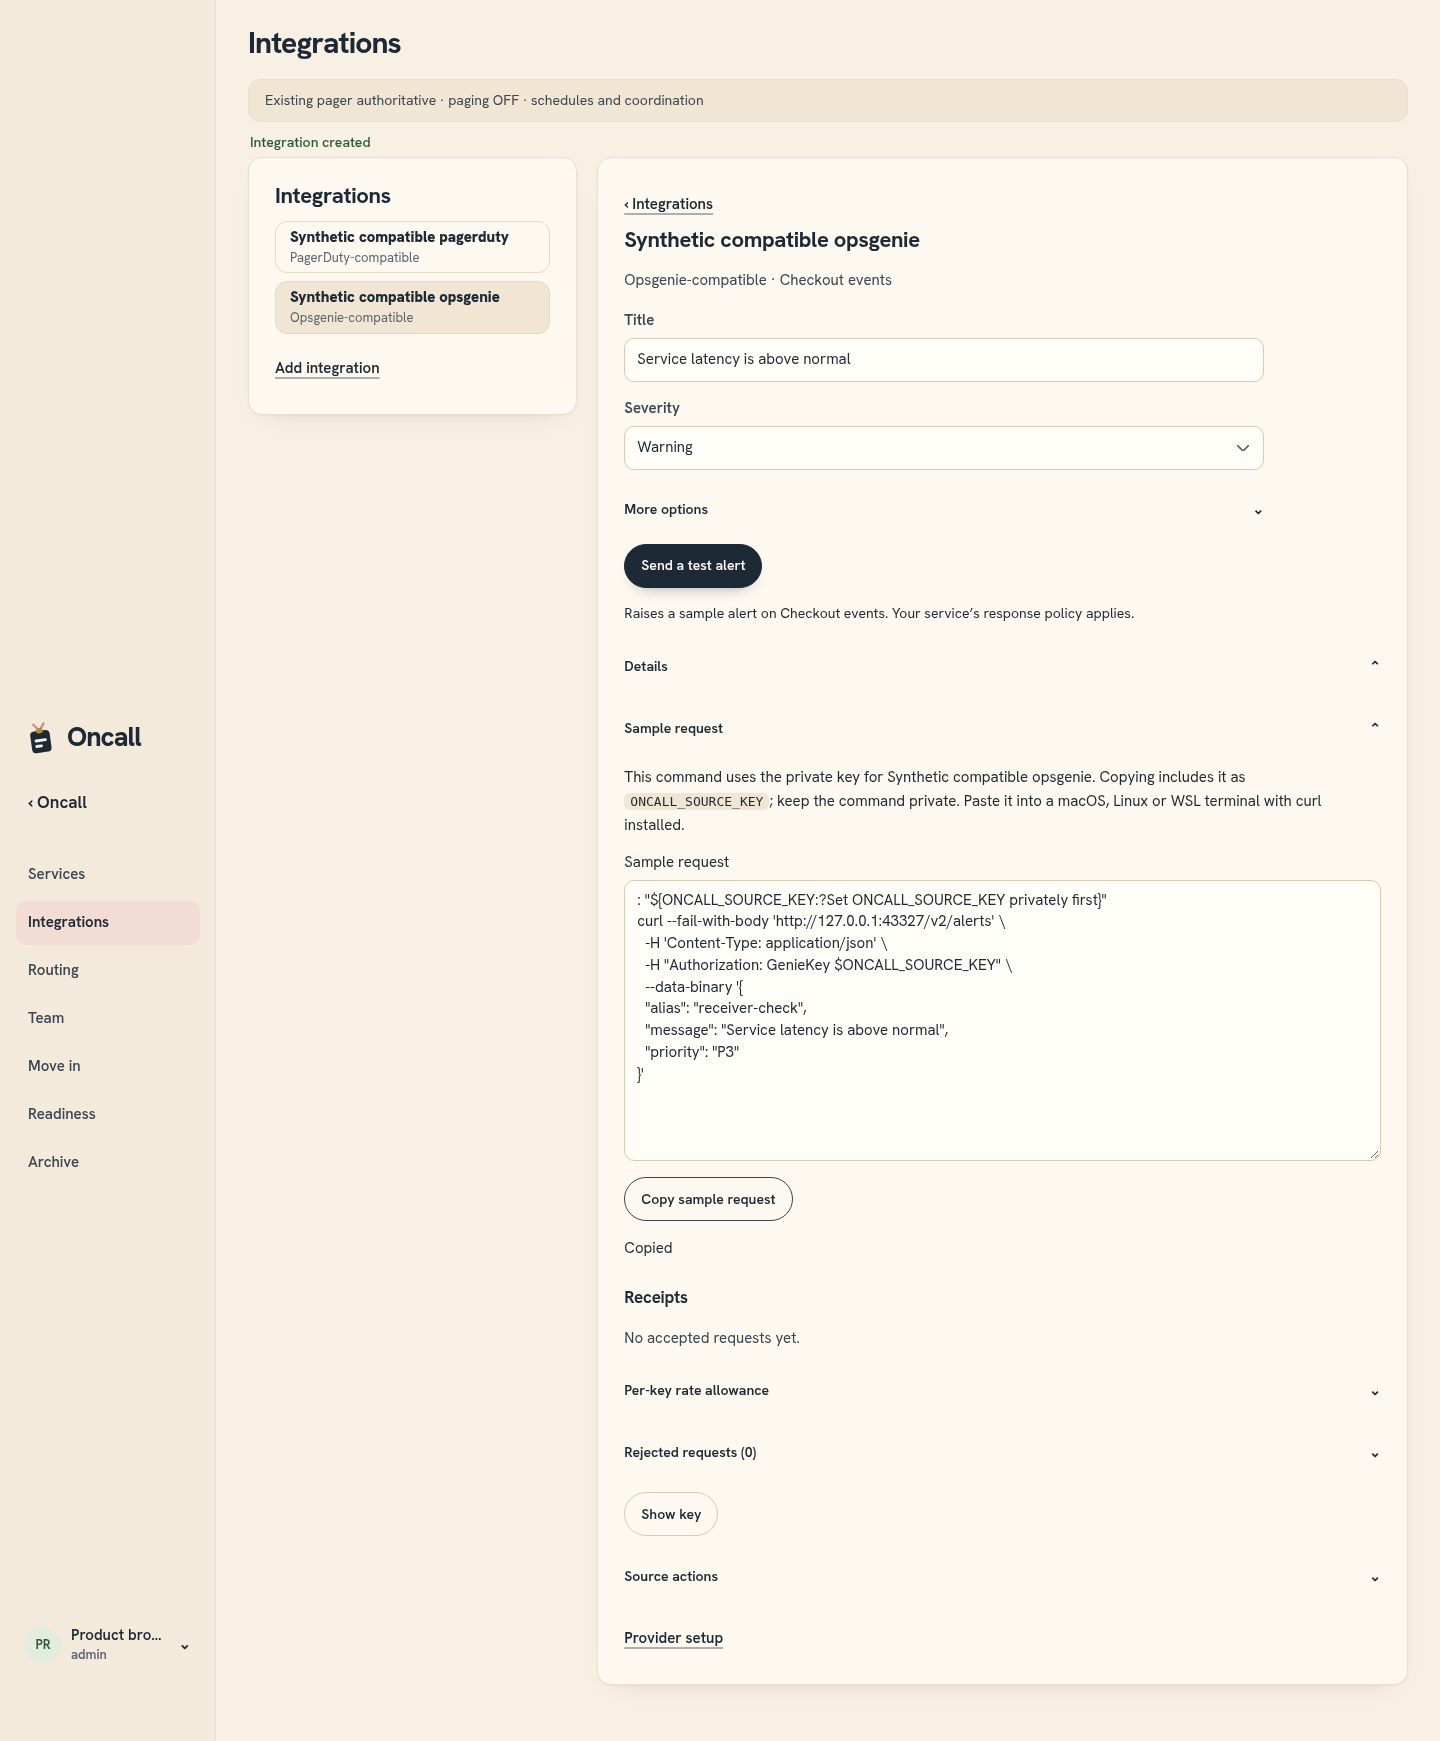 Oncall
‹ Oncall
Services
Integrations
Routing
Team
Move in
Readiness
Archive
PR
Product bro...
admin
Integrations
Existing pager authoritative · paging OFF · schedules and coordination
Integration created
Integrations
Synthetic compatible pagerduty
PagerDuty-compatible
Synthetic compatible opsgenie
Opsgenie-compatible
Add integration
‹ Integrations
Synthetic compatible opsgenie
Opsgenie-compatible · Checkout events
Title
Service latency is above normal
Severity
Warning
More options
Send a test alert
Raises a sample alert on Checkout events. Your service’s response policy applies.
Details
Sample request
This command uses the private key for Synthetic compatible opsgenie. Copying includes it as
ONCALL_SOURCE_KEY; keep the command private. Paste it into a macOS, Linux or WSL terminal with curl
installed.
Sample request
: "${ONCALL_SOURCE_KEY:?Set ONCALL_SOURCE_KEY privately first}"
curl --fail-with-body 'http://127.0.0.1:43327/v2/alerts' \
  -H 'Content-Type: application/json' \
  -H "Authorization: GenieKey $ONCALL_SOURCE_KEY" \
  --data-binary '{
  "alias": "receiver-check",
  "message": "Service latency is above normal",
  "priority": "P3"
}'
Copy sample request
Copied
Receipts
No accepted requests yet.
Per-key rate allowance
Rejected requests (0)
Show key
Source actions
Provider setup